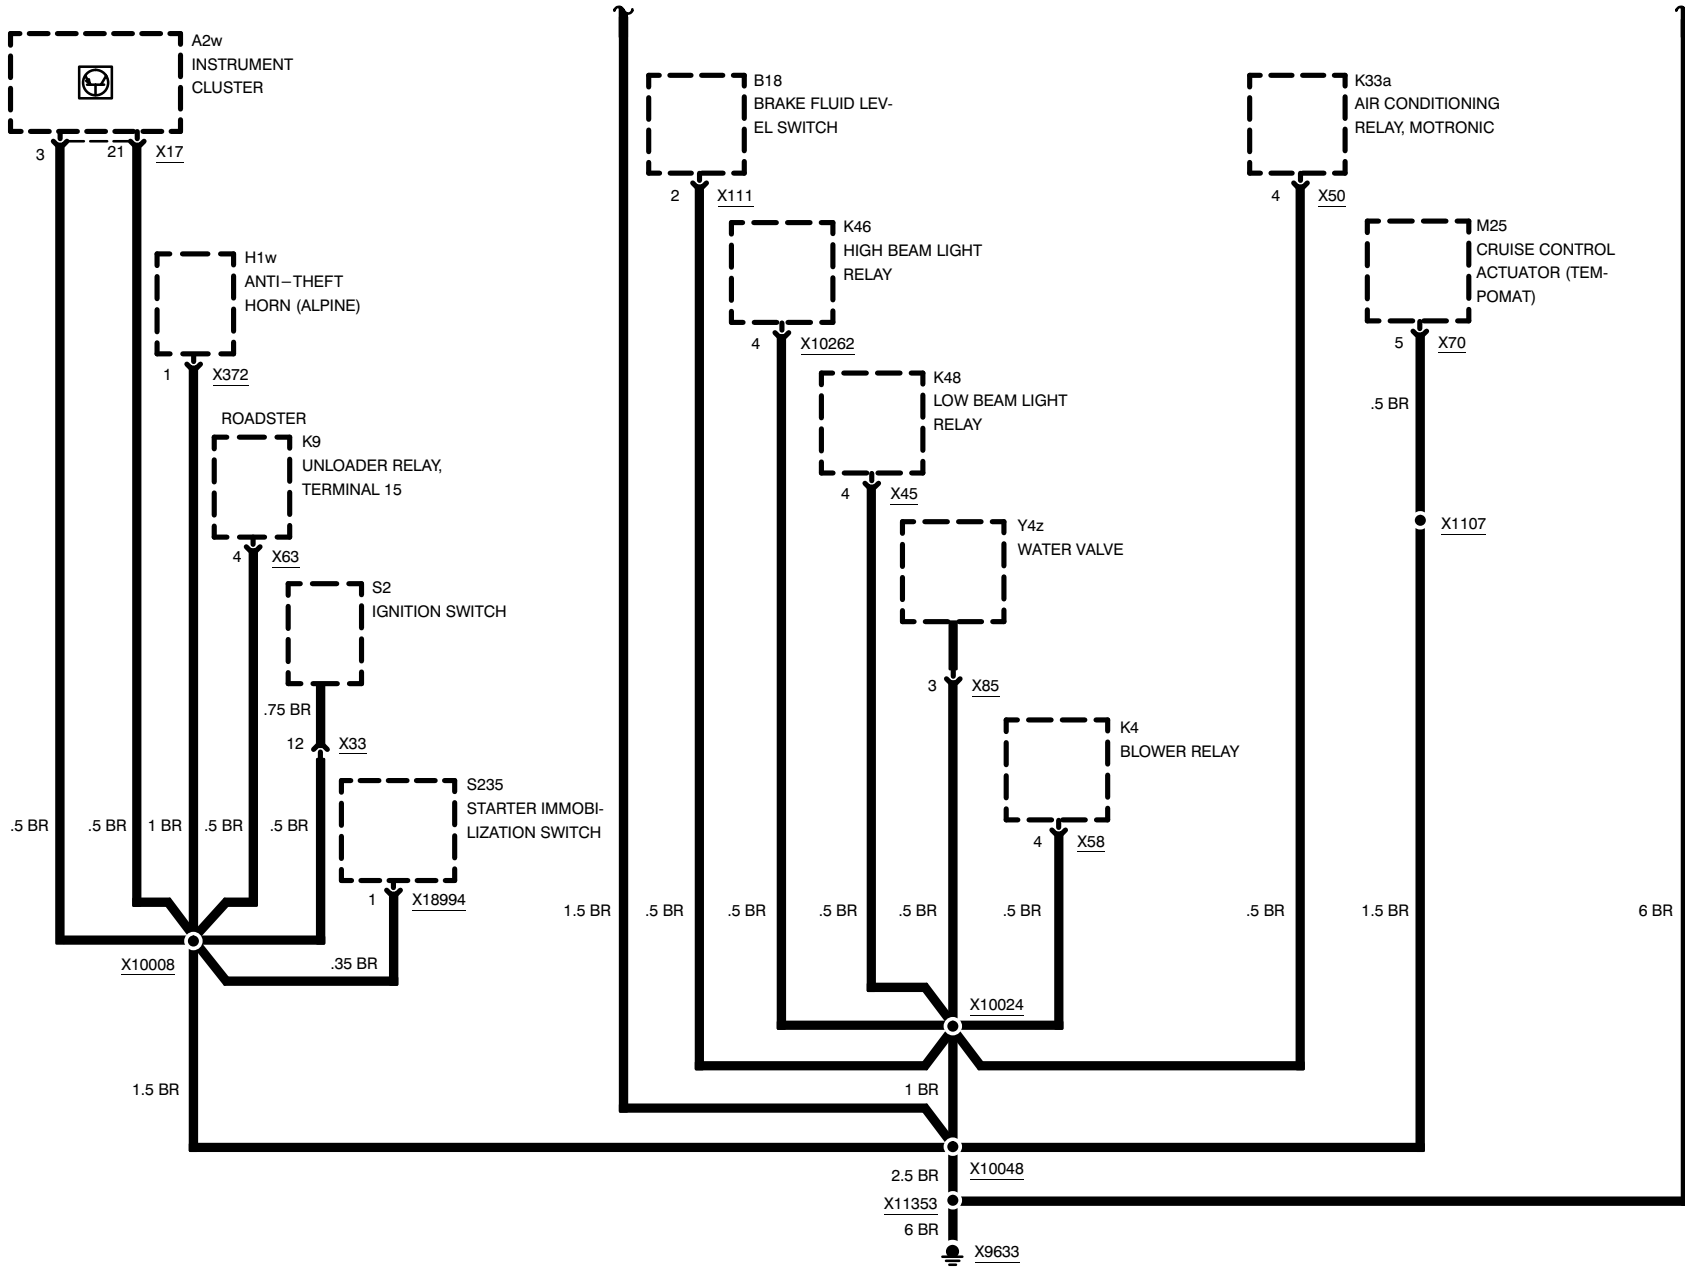 A2w
INSTRUMENT
CLUSTER
3
21
X17
H1w
ANTI–THEFT
HORN (ALPINE)
1
X372
ROADSTER
K9
UNLOADER RELAY,
TERMINAL 15
4
X63
S2
IGNITION SWITCH
.75 BR
12
X33
S235
STARTER IMMOBI-
LIZATION SWITCH
1
X18994
.5 BR
.5 BR
1 BR
.5 BR
.5 BR
X10008
.35 BR
1.5 BR
B18
BRAKE FLUID LEV-
EL SWITCH
2
X111
K46
HIGH BEAM LIGHT
RELAY
4
X10262
K48
LOW BEAM LIGHT
RELAY
4
X45
Y4z
WATER VALVE
3
X85
K4
BLOWER RELAY
4
X58
K33a
AIR CONDITIONING
RELAY, MOTRONIC
4
X50
M25
CRUISE CONTROL
ACTUATOR (TEM-
POMAT)
5
X70
.5 BR
X1107
1.5 BR
.5 BR
.5 BR
.5 BR
.5 BR
.5 BR
.5 BR
1.5 BR
6 BR
X10024
1 BR
X10048
2.5 BR
X11353
6 BR
X9633